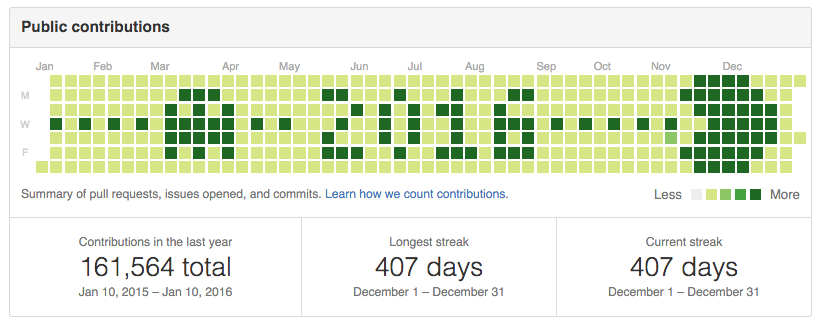 Public contributions
Jan Feb Mar Apr May Jun Jul Aug Sep Oct Nov Dec
M
W
F
Summary of pull requests, issues opened, and commits. Learn how we count contributions. Less More
Contributions in the last year
161,564 total
Jan 10, 2015 – Jan 10, 2016
Longest streak
407 days
December 1 – December 31
Current streak
407 days
December 1 – December 31